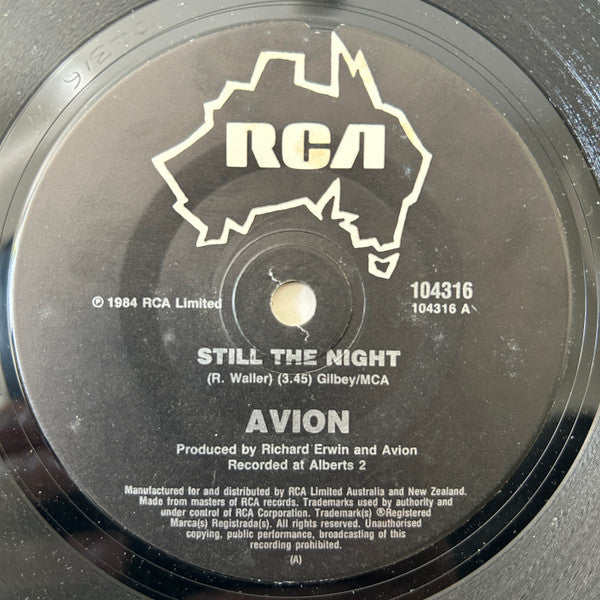 RCA
℗ 1984 RCA Limited
104316
104316 A
STILL THE NIGHT
(R. Waller) (3.45) Gilbey/MCA
AVION
Produced by Richard Erwin and Avion
Recorded at Alberts 2
Manufactured for and distributed by RCA Limited Australia and New Zealand.
Made from masters of RCA records. Trademarks used by authority and
under control of RCA Corporation. Trademark(s) ®Registered
Marca(s) Registrada(s). All rights reserved. Unauthorised
copying, public performance, broadcasting of this
recording prohibited.
(A)